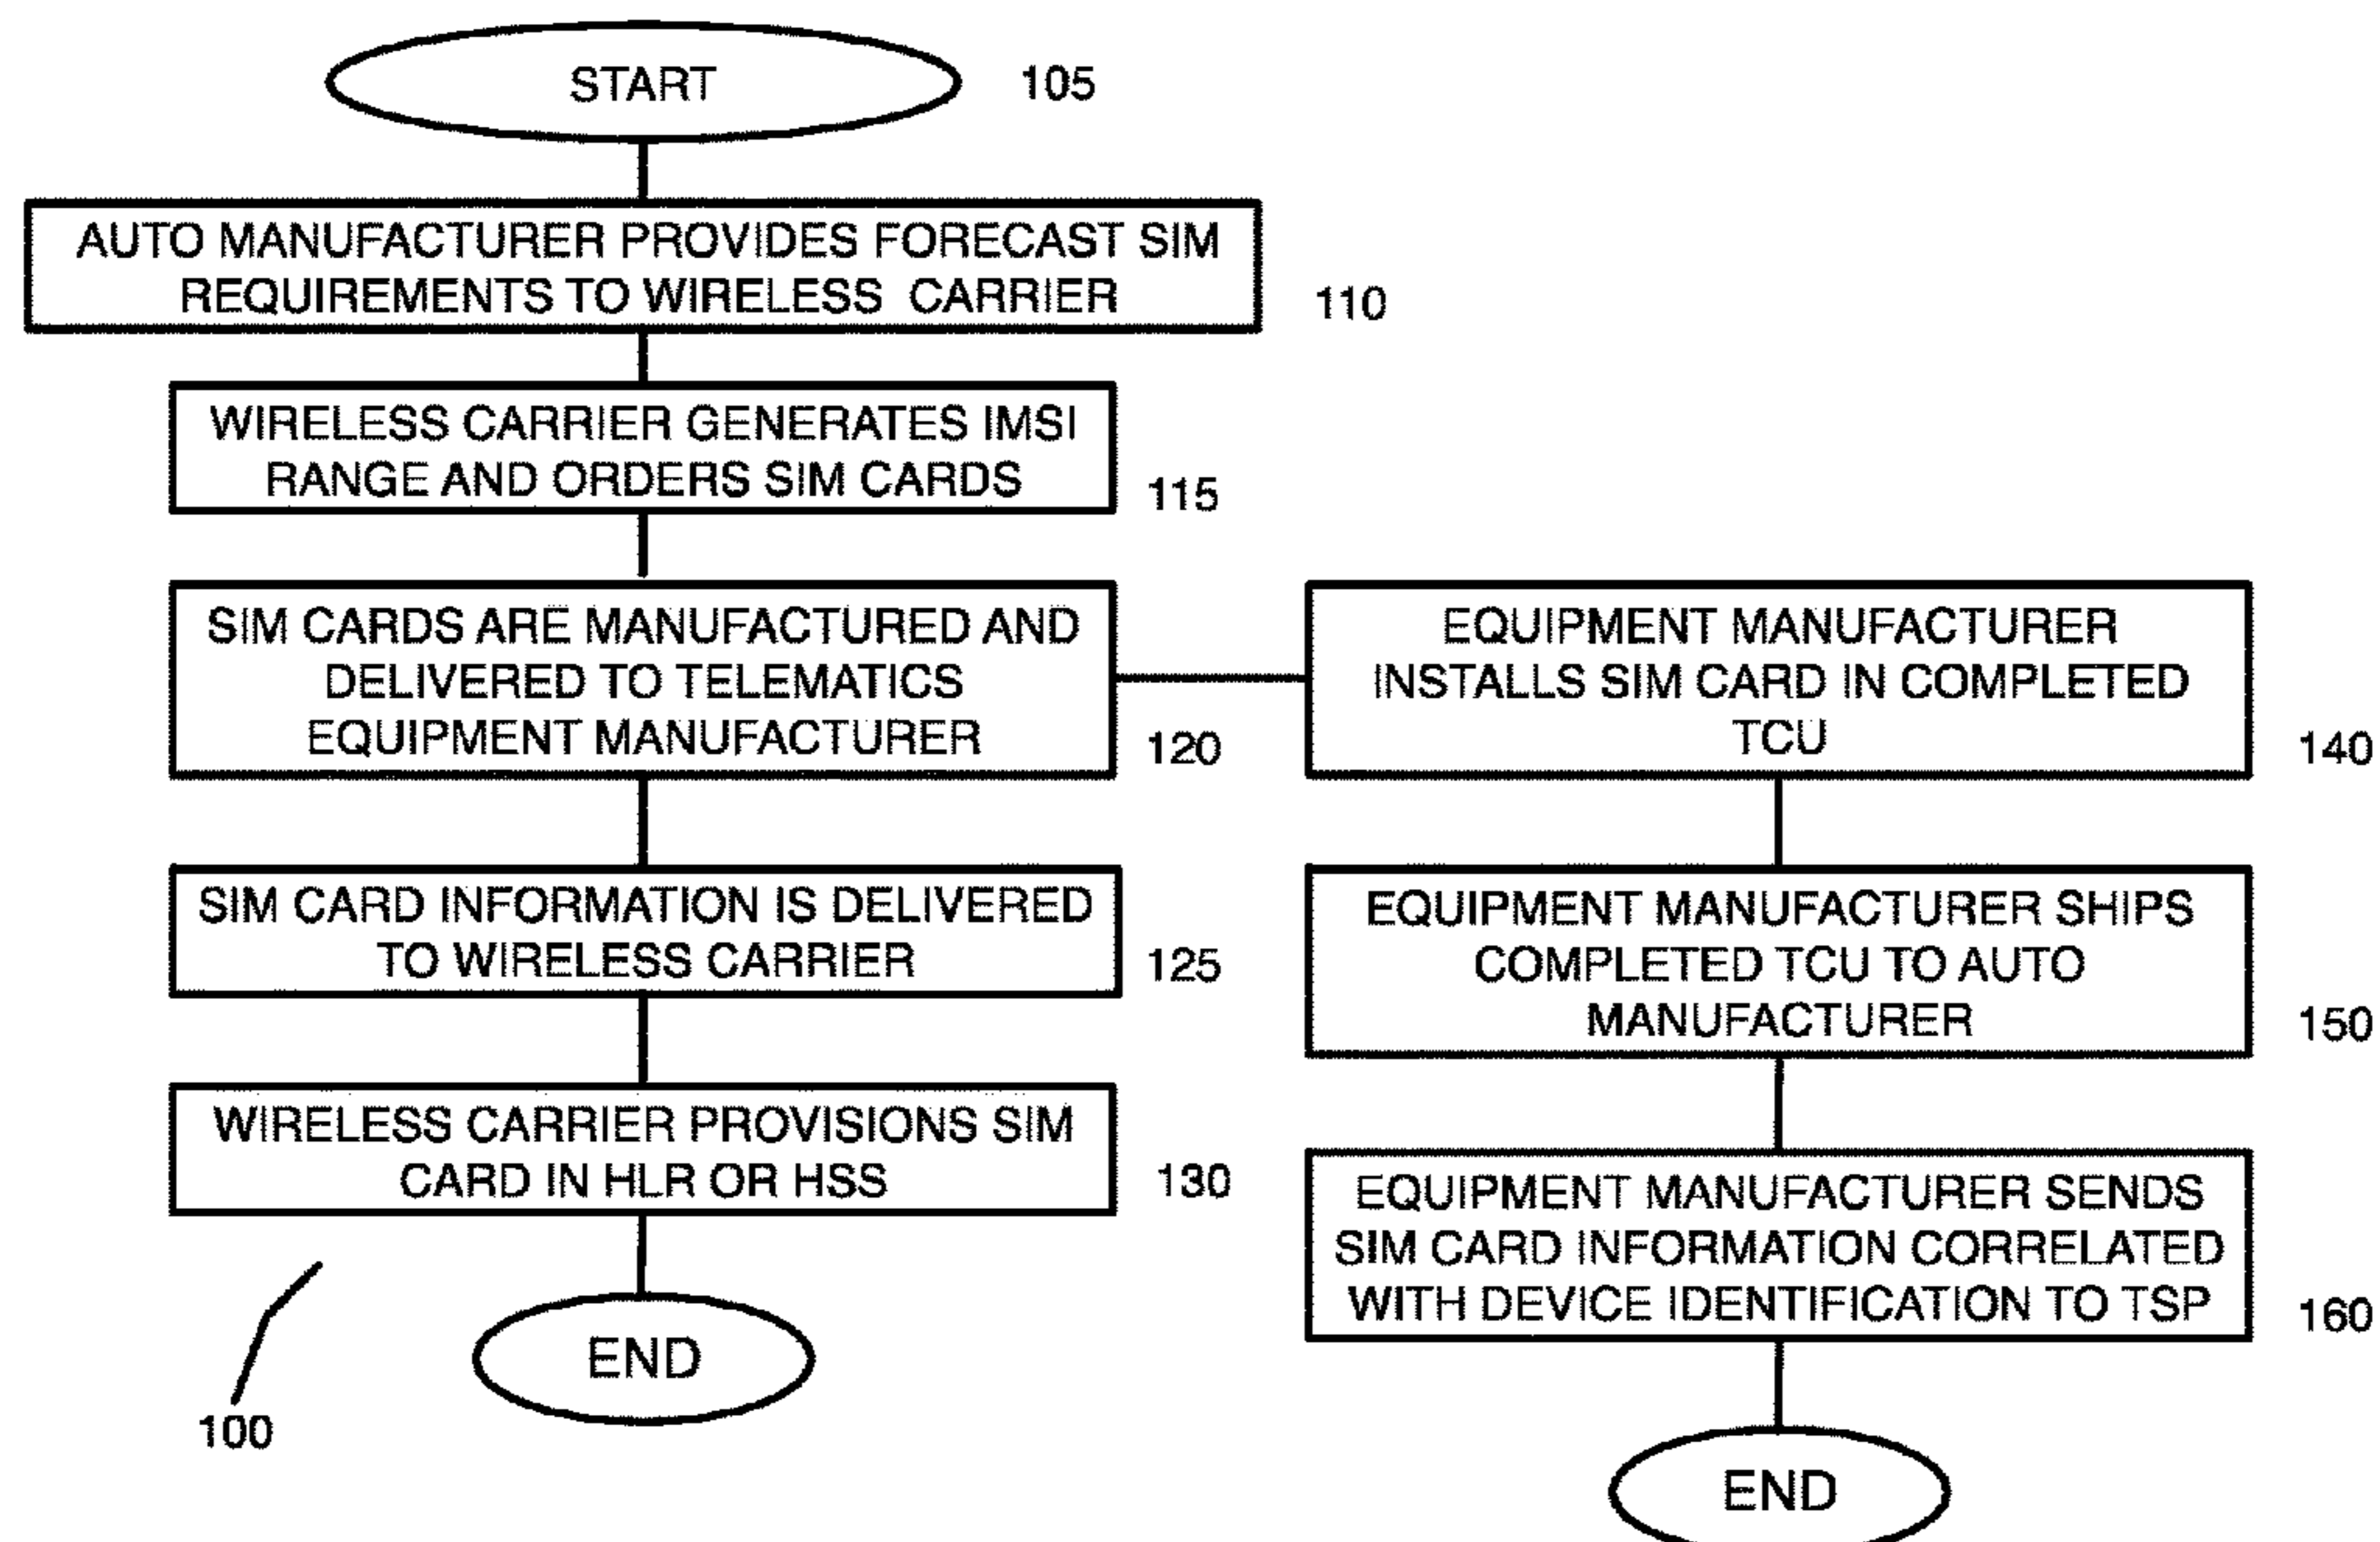 START
105
AUTO MANUFACTURER PROVIDES FORECAST SIM
REQUIREMENTS TO WIRELESS CARRIER
110
WIRELESS CARRIER GENERATES IMSI
RANGE AND ORDERS SIM CARDS
115
SIM CARDS ARE MANUFACTURED AND
DELIVERED TO TELEMATICS
EQUIPMENT MANUFACTURER
120
SIM CARD INFORMATION IS DELIVERED
TO WIRELESS CARRIER
125
WIRELESS CARRIER PROVISIONS SIM
CARD IN HLR OR HSS
130
END
100
EQUIPMENT MANUFACTURER
INSTALLS SIM CARD IN COMPLETED
TCU
140
EQUIPMENT MANUFACTURER SHIPS
COMPLETED TCU TO AUTO
MANUFACTURER
150
EQUIPMENT MANUFACTURER SENDS
SIM CARD INFORMATION CORRELATED
WITH DEVICE IDENTIFICATION TO TSP
160
END